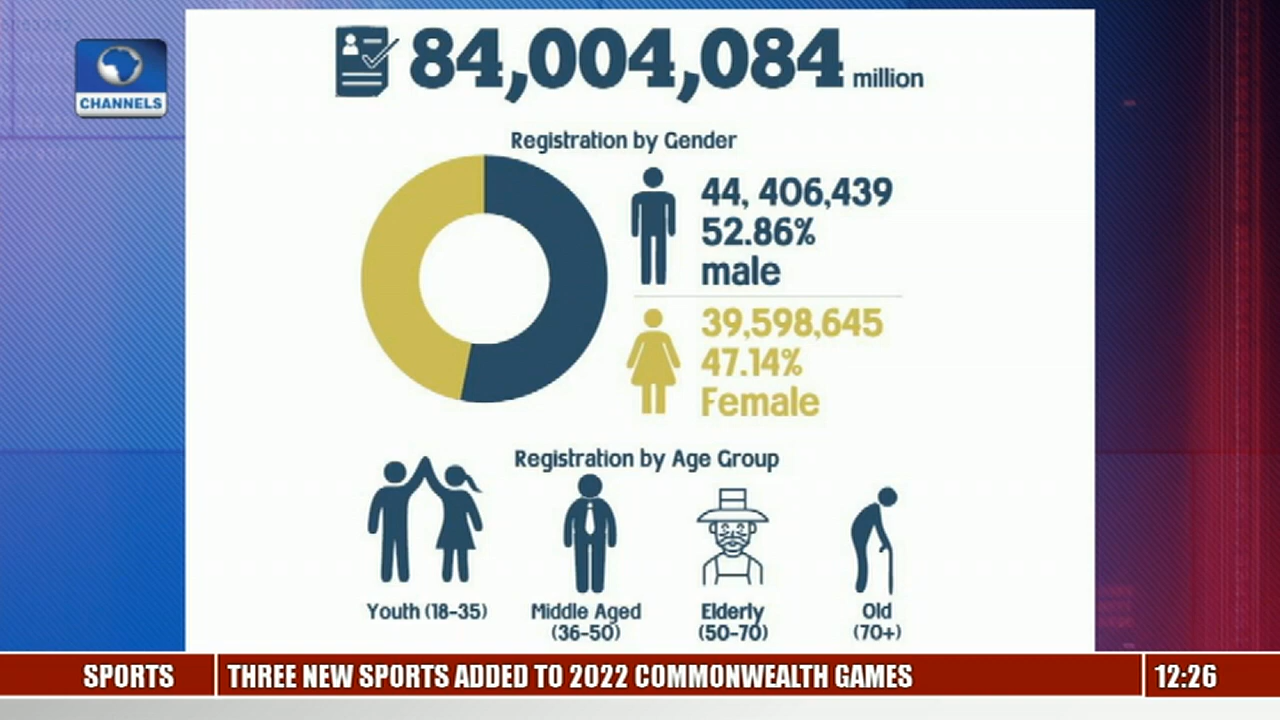 CHANNELS
84,004,084 million
Registration by Gender
44, 406,439
52.86%
male
39,598,645
47.14%
Female
Registration by Age Group
Youth (18-35)
Middle Aged
(36-50)
Elderly
(50-70)
Old
(70+)
SPORTS
THREE NEW SPORTS ADDED TO 2022 COMMONWEALTH GAMES
12:26